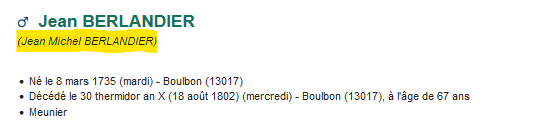 ♂ Jean BERLANDIER
(Jean Michel BERLANDIER)
• Né le 8 mars 1735 (mardi) - Boulbon (13017)
• Décédé le 30 thermidor an X (18 août 1802) (mercredi) - Boulbon (13017), à l'âge de 67 ans
• Meunier